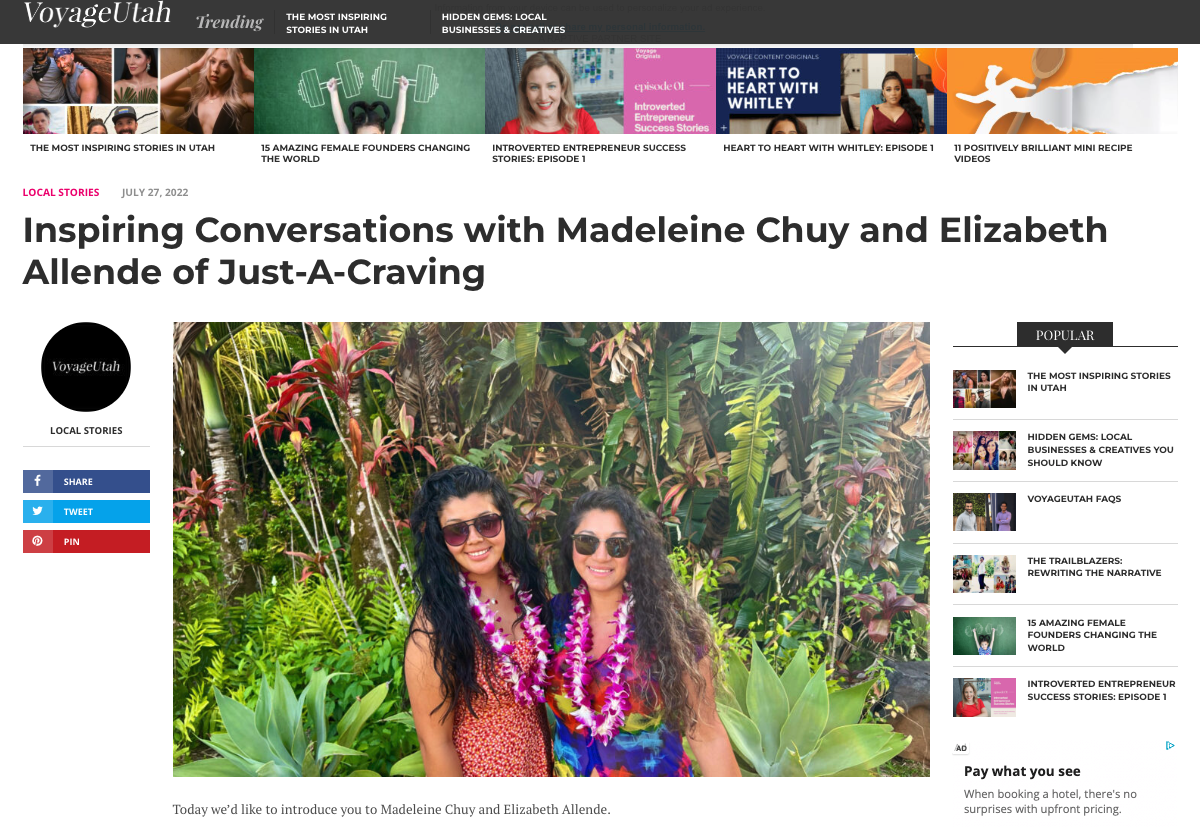 VoyageUtah
Trending
THE MOST INSPIRING
STORIES IN UTAH
HIDDEN GEMS: LOCAL
BUSINESSES & CREATIVES
Voyage
Originals
episode 01
Introverted
Entrepreneur
Success Stories
VOYAGE CONTENT ORIGINALS
HEART TO
HEART WITH
WHITLEY
THE MOST INSPIRING STORIES IN UTAH
15 AMAZING FEMALE FOUNDERS CHANGING
THE WORLD
INTROVERTED ENTREPRENEUR SUCCESS
STORIES: EPISODE 1
HEART TO HEART WITH WHITLEY: EPISODE 1
11 POSITIVELY BRILLIANT MINI RECIPE
VIDEOS
LOCAL STORIES JULY 27, 2022
Inspiring Conversations with Madeleine Chuy and Elizabeth
Allende of Just-A-Craving
VoyageUtah
LOCAL STORIES
SHARE
TWEET
PIN
Today we’d like to introduce you to Madeleine Chuy and Elizabeth Allende.
POPULAR
THE MOST INSPIRING STORIES
IN UTAH
HIDDEN GEMS: LOCAL
BUSINESSES & CREATIVES YOU
SHOULD KNOW
VOYAGEUTAH FAQS
THE TRAILBLAZERS:
REWRITING THE NARRATIVE
15 AMAZING FEMALE
FOUNDERS CHANGING THE
WORLD
INTROVERTED ENTREPRENEUR
SUCCESS STORIES: EPISODE 1
AD
Pay what you see
When booking a hotel, there's no
surprises with upfront pricing.